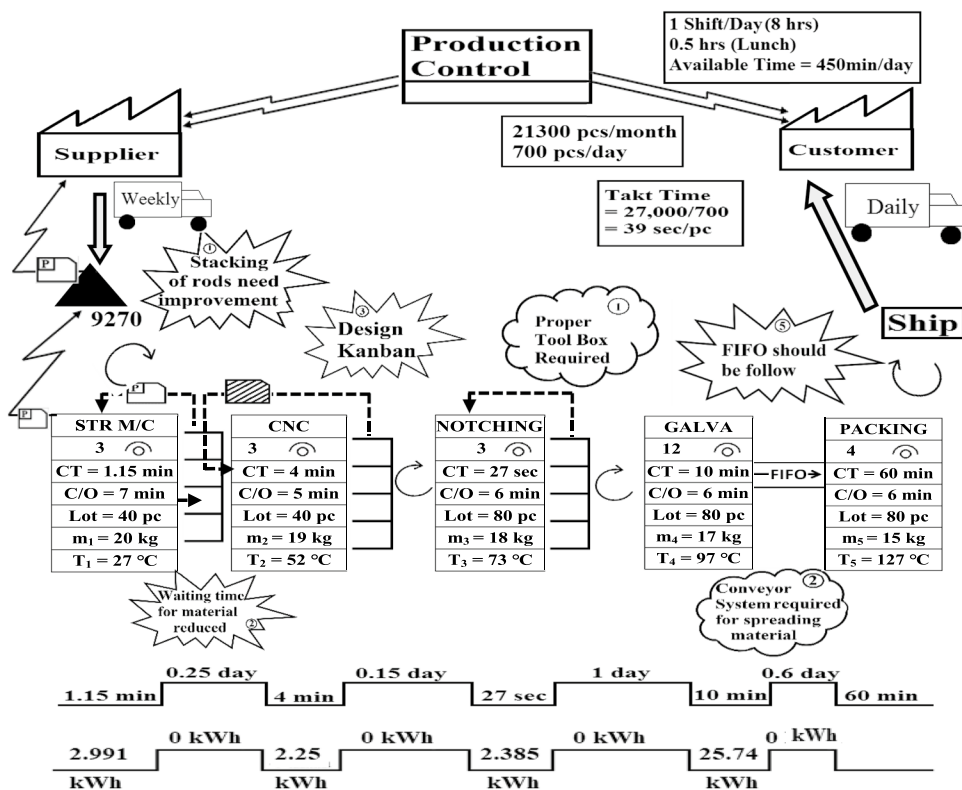 1 Shift/Day (8 hrs)
0.5 hrs (Lunch)
Available Time = 450min/day
Production
Control
Supplier
21300 pcs/month
700 pcs/day
Customer
Weekly
Takt Time
= 27,000/700
= 39 sec/pc
Daily
P
9270
①
Stacking
of rods need
improvement
③
Design
Kanban
①
Proper
Tool Box
Required
⑤
FIFO should
be follow
Ship
P
P
STR M/C
3
CT = 1.15 min
C/O = 7 min
Lot = 40 pc
m₁ = 20 kg
T₁ = 27 °C
CNC
3
CT = 4 min
C/O = 5 min
Lot = 40 pc
m₂ = 19 kg
T₂ = 52 °C
NOTCHING
3
CT = 27 sec
C/O = 6 min
Lot = 80 pc
m₃ = 18 kg
T₃ = 73 °C
GALVA
12
CT = 10 min
C/O = 6 min
Lot = 80 pc
m₄ = 17 kg
T₄ = 97 °C
FIFO
PACKING
4
CT = 60 min
C/O = 6 min
Lot = 80 pc
m₅ = 15 kg
T₅ = 127 °C
Waiting time
for material
reduced
②
Conveyor ②
System required
for spreading
material
0.25 day 0.15 day 1 day 0.6 day
1.15 min 4 min 27 sec 10 min 60 min
0 kWh 0 kWh 0 kWh 0 kWh
2.991 2.25 2.385 25.74
kWh kWh kWh kWh